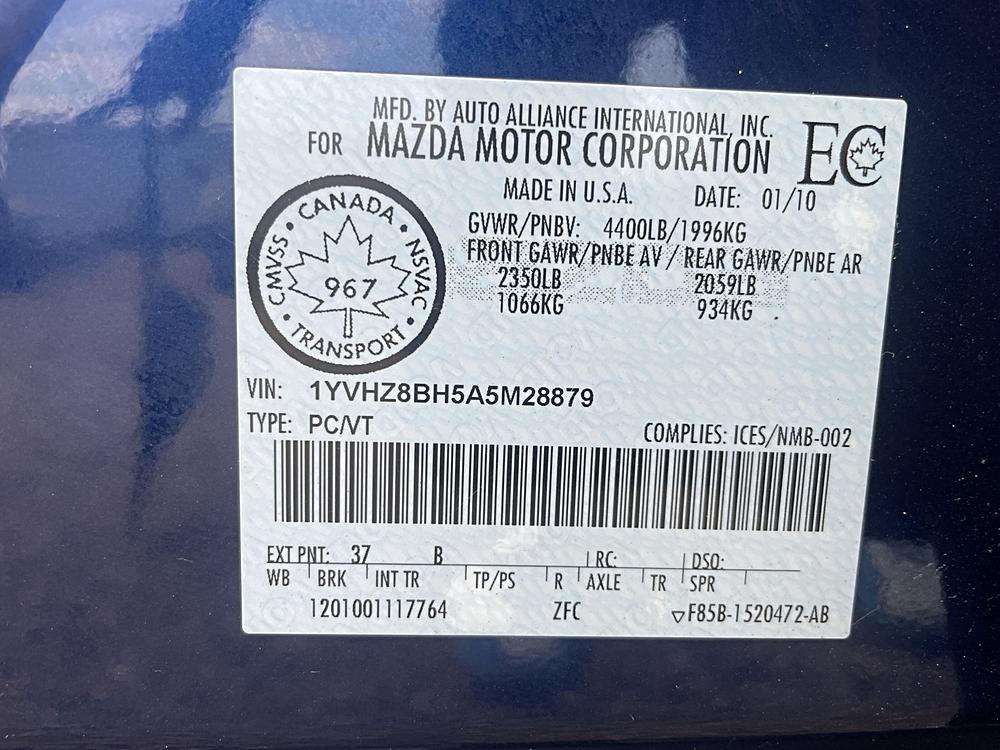 MFD. BY AUTO ALLIANCE INTERNATIONAL, INC.
FOR MAZDA MOTOR CORPORATION
EC
MADE IN U.S.A. DATE: 01/10
GVWR/PNBV: 4400LB/1996KG
FRONT GAWR/PNBE AV / REAR GAWR/PNBE AR
2350LB 2059LB
1066KG 934KG
CANADA • NSVAC • TRANSPORT • CMVSS •
967
VIN: 1YVHZ8BH5A5M28879
TYPE: PC/VT
COMPLIES: ICES/NMB-002
EXT PNT: 37 B RC: DSO:
WB BRK INT TR TP/PS R AXLE TR SPR
1201001117764 ZFC ▽F85B-1520472-AB